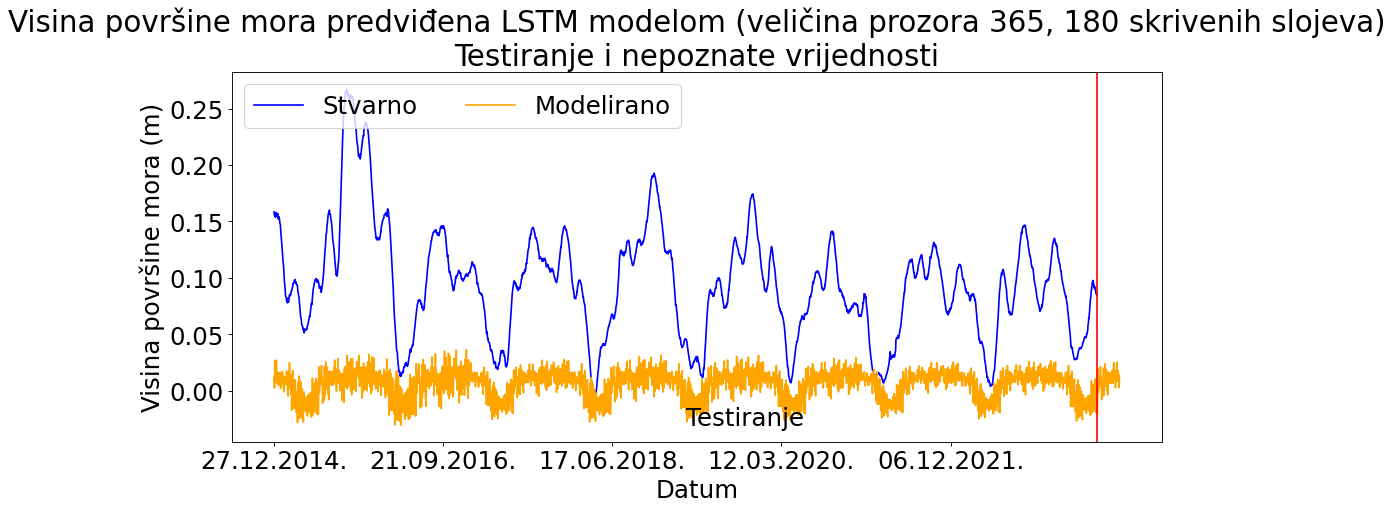 Visina površine mora predviđena LSTM modelom (veličina prozora 365, 180 skrivenih slojeva)
Testiranje i nepoznate vrijednosti
Stvarno
Modelirano
Visina površine mora (m)
0.25
0.20
0.15
0.10
0.05
0.00
Testiranje
27.12.2014.
21.09.2016.
17.06.2018.
12.03.2020.
06.12.2021.
Datum